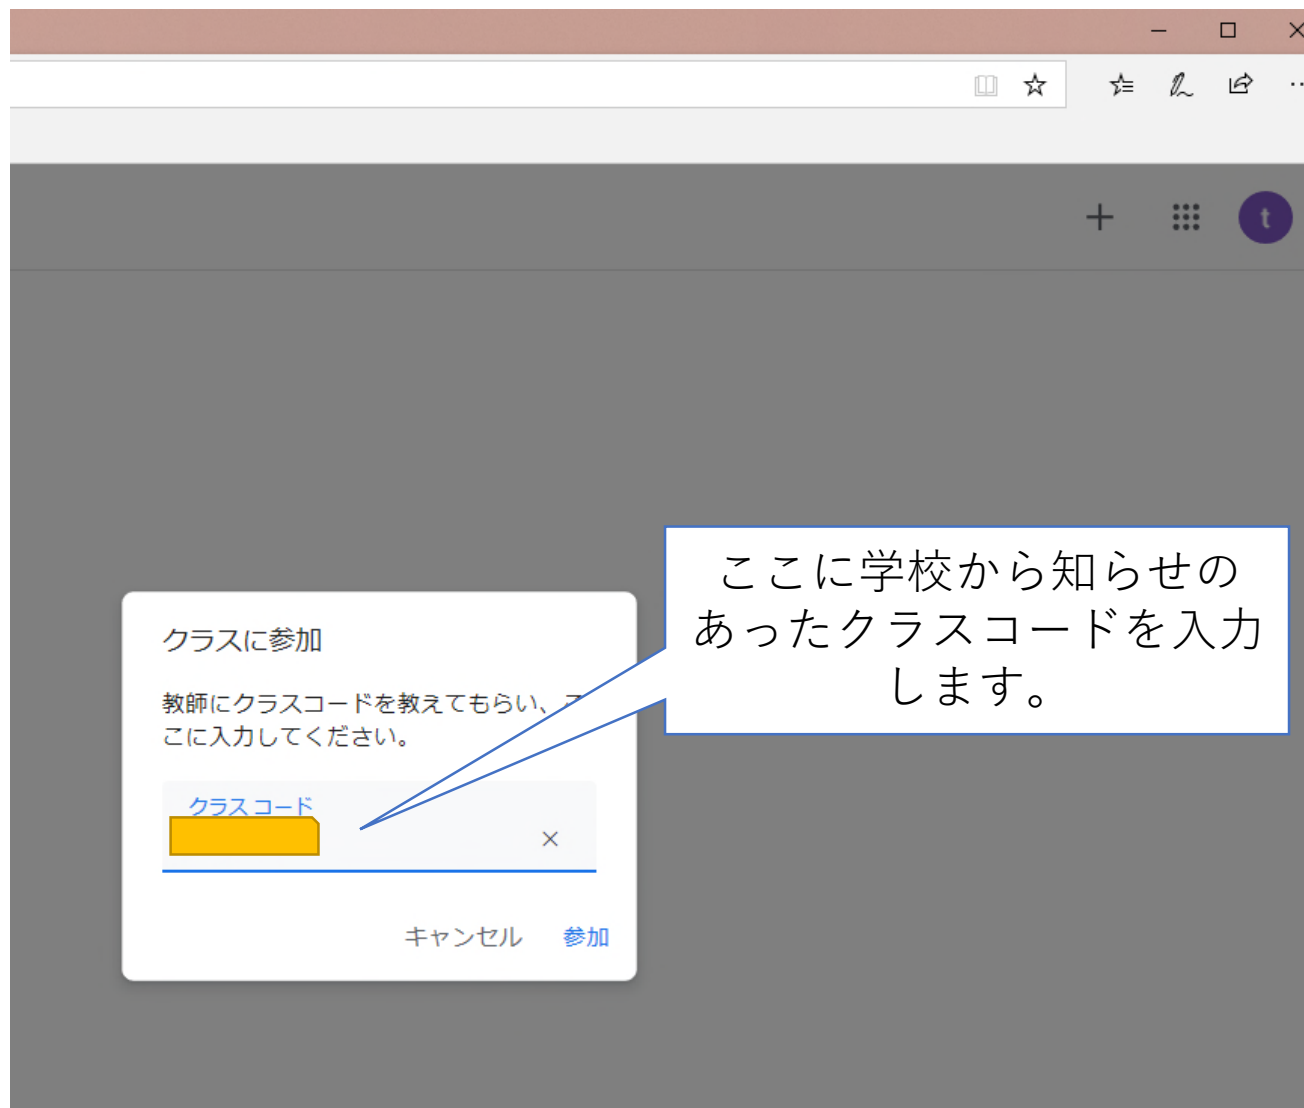 t
ここに学校から知らせの
あったクラスコードを入力
します。
クラスに参加
教師にクラスコードを教えてもらい、こ
こに入力してください。
クラス コード
キャンセル 参加